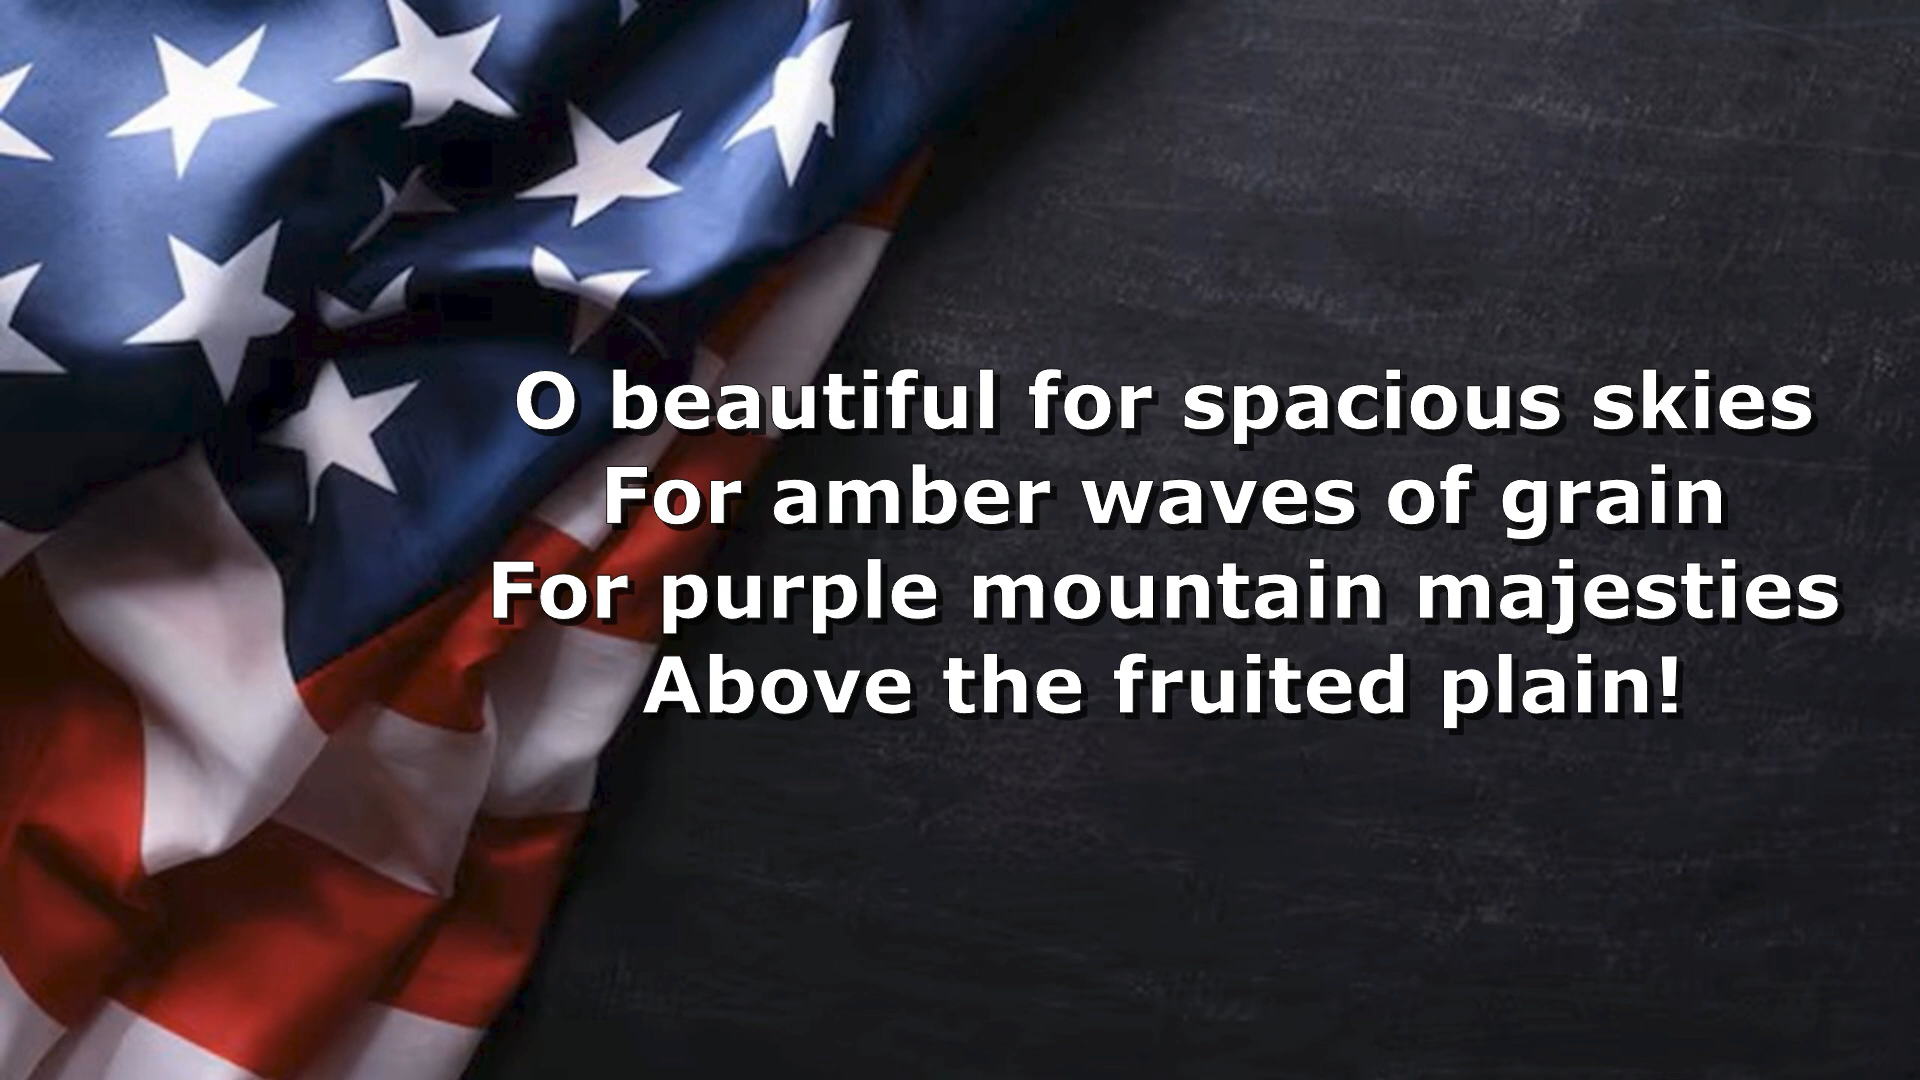 O beautiful for spacious skies
For amber waves of grain
For purple mountain majesties
Above the fruited plain!